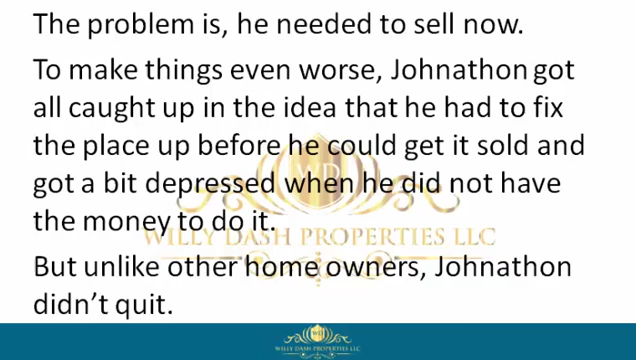 The problem is, he needed to sell now.
To make things even worse, Johnathon got
all caught up in the idea that he had to fix
the place up before he could get it sold and
got a bit depressed when he did not have
the money to do it.
WILLY DASH PROPERTIES LLC
But unlike other home owners, Johnathon
didn’t quit.
WILLY DASH PROPERTIES LLC